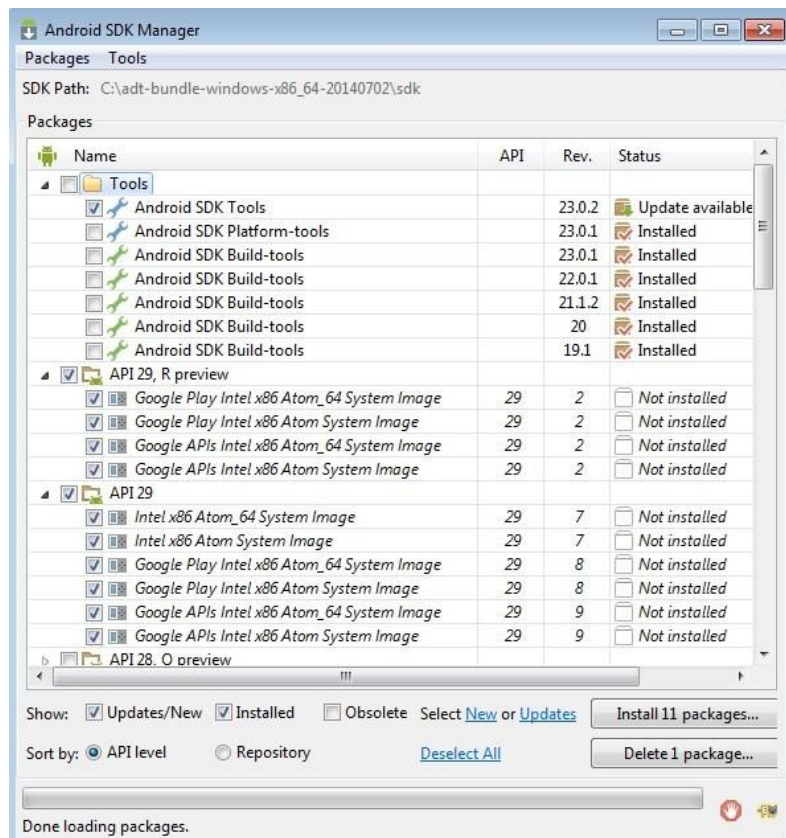 Android SDK Manager
Packages Tools
SDK Path: C:\adt-bundle-windows-x86_64-20140702\sdk
Packages
Name API Rev. Status
Tools
Android SDK Tools 23.0.2 Update available
Android SDK Platform-tools 23.0.1 Installed
Android SDK Build-tools 23.0.1 Installed
Android SDK Build-tools 22.0.1 Installed
Android SDK Build-tools 21.1.2 Installed
Android SDK Build-tools 20 Installed
Android SDK Build-tools 19.1 Installed
API 29, R preview
Google Play Intel x86 Atom_64 System Image 29 2 Not installed
Google Play Intel x86 Atom System Image 29 2 Not installed
Google APIs Intel x86 Atom_64 System Image 29 2 Not installed
Google APIs Intel x86 Atom System Image 29 2 Not installed
API 29
Intel x86 Atom_64 System Image 29 7 Not installed
Intel x86 Atom System Image 29 7 Not installed
Google Play Intel x86 Atom_64 System Image 29 8 Not installed
Google Play Intel x86 Atom System Image 29 8 Not installed
Google APIs Intel x86 Atom_64 System Image 29 9 Not installed
Google APIs Intel x86 Atom System Image 29 9 Not installed
API 28, Q preview
Show: Updates/New Installed Obsolete Select New or Updates Install 11 packages...
Sort by: API level Repository Deselect All Delete 1 package...
Done loading packages.